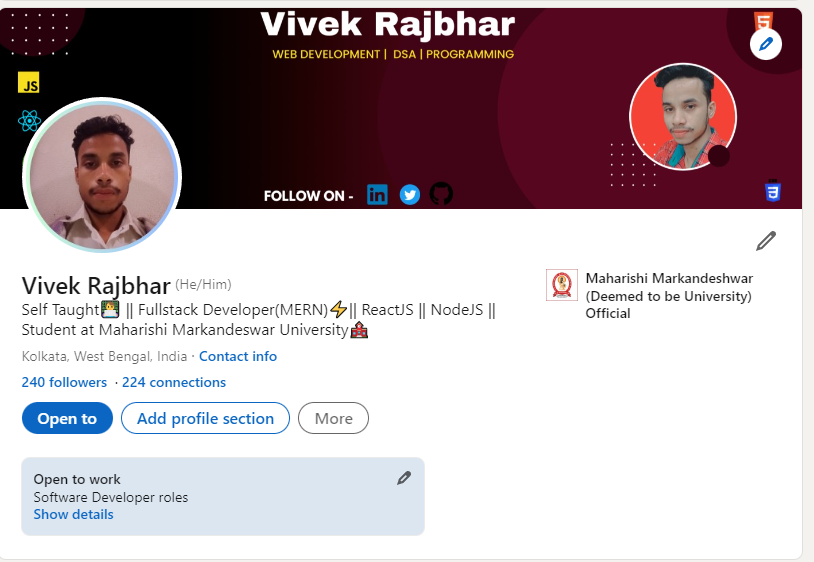 Vivek Rajbhar
WEB DEVELOPMENT | DSA | PROGRAMMING
JS
FOLLOW ON -
in
Vivek Rajbhar (He/Him)
Self Taught👨‍💻 || Fullstack Developer(MERN)⚡|| ReactJS || NodeJS ||
Student at Maharishi Markandeswar University🏫
Kolkata, West Bengal, India · Contact info
240 followers · 224 connections
Open to
Add profile section
More
Open to work
Software Developer roles
Show details
Maharishi Markandeshwar
(Deemed to be University)
Official